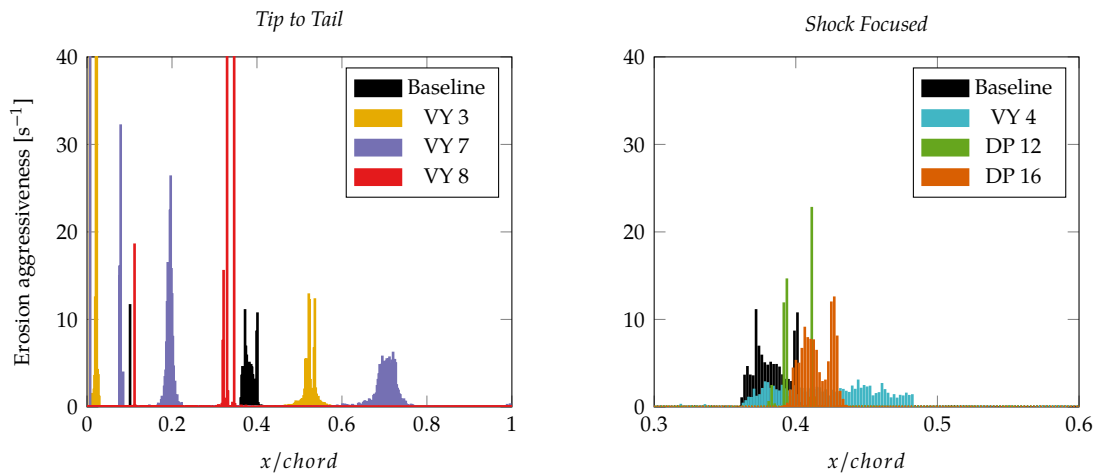 Tip to Tail
Erosion aggressiveness [s⁻¹]
40
30
20
10
0
0 0.2 0.4 0.6 0.8 1
x/chord
Baseline
VY 3
VY 7
VY 8
Shock Focused
40
30
20
10
0
0.3 0.4 0.5 0.6
x/chord
Baseline
VY 4
DP 12
DP 16